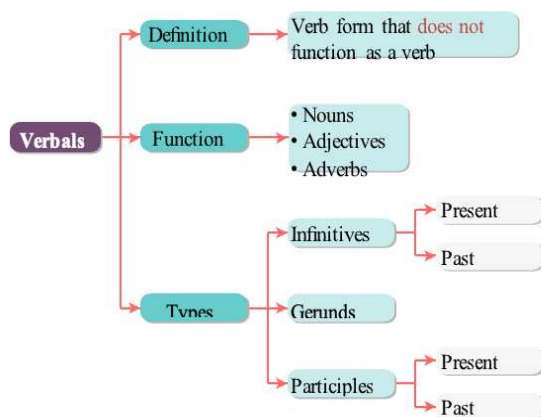 Verbals
Definition
Verb form that does not
function as a verb
Function
• Nouns
• Adjectives
• Adverbs
Types
Infinitives
Present
Past
Gerunds
Participles
Present
Past